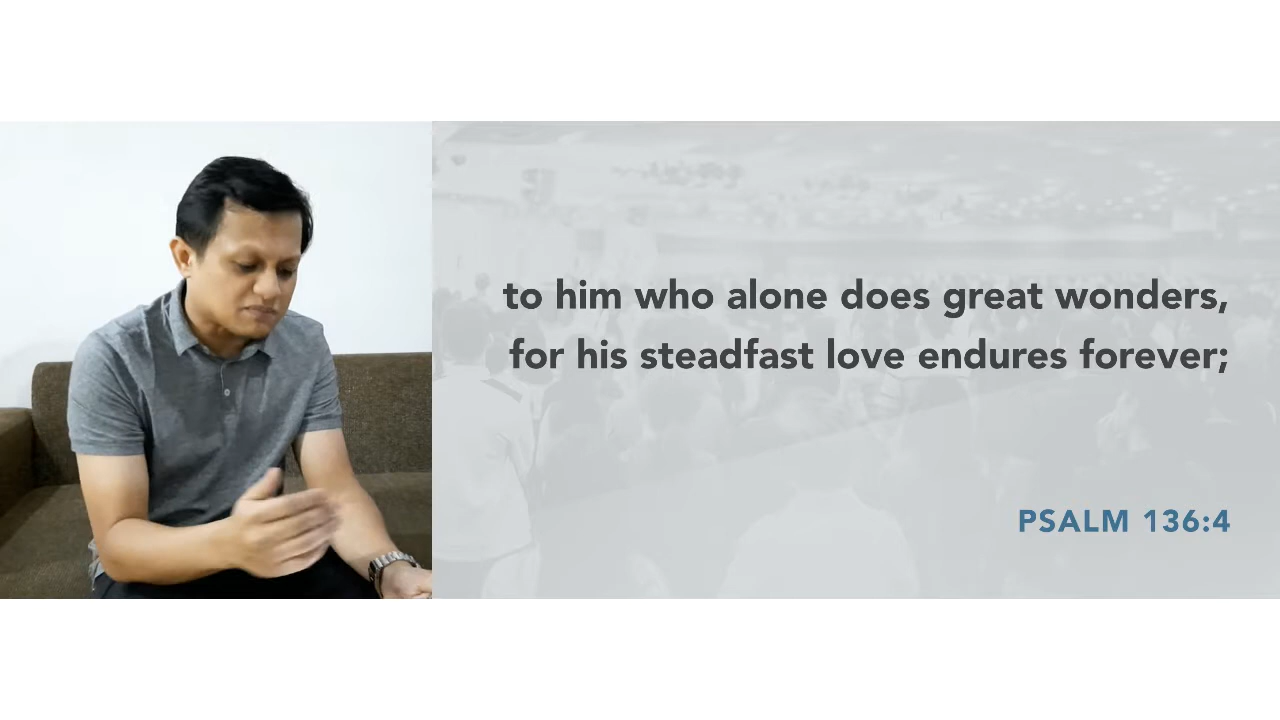 to him who alone does great wonders,
for his steadfast love endures forever;
PSALM 136:4